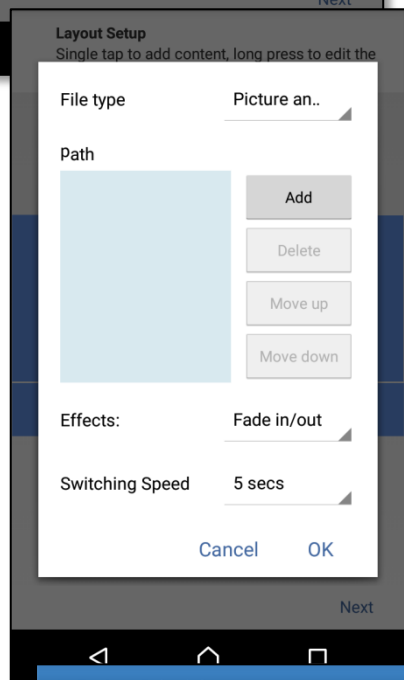 Next
Layout Setup
Single tap to add content, long press to edit the
File type Picture an..
Path
Add
Delete
Move up
Move down
Effects: Fade in/out
Switching Speed 5 secs
Cancel OK
Next